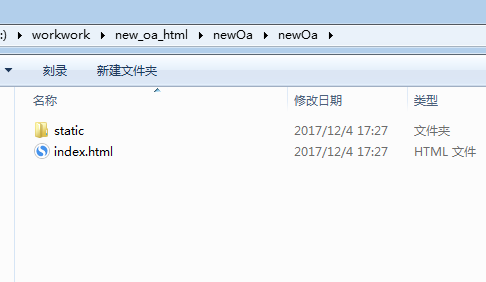 :) workwork new_oa_html newOa newOa
刻录 新建文件夹
名称 修改日期 类型
static 2017/12/4 17:27 文件夹
index.html 2017/12/4 17:27 HTML 文件